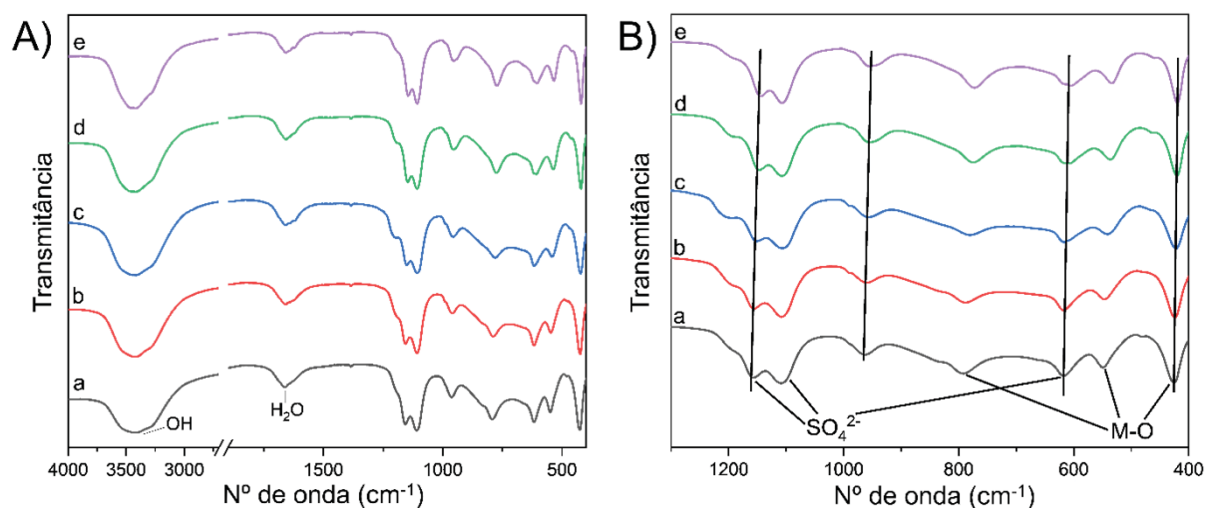 A)
Transmitância
e
d
c
b
a
OH
H₂O
4000 3500 3000 1500 1000 500
Nº de onda (cm⁻¹)
B)
Transmitância
e
d
c
b
a
SO₄²⁻
M-O
1200 1000 800 600 400
Nº de onda (cm⁻¹)